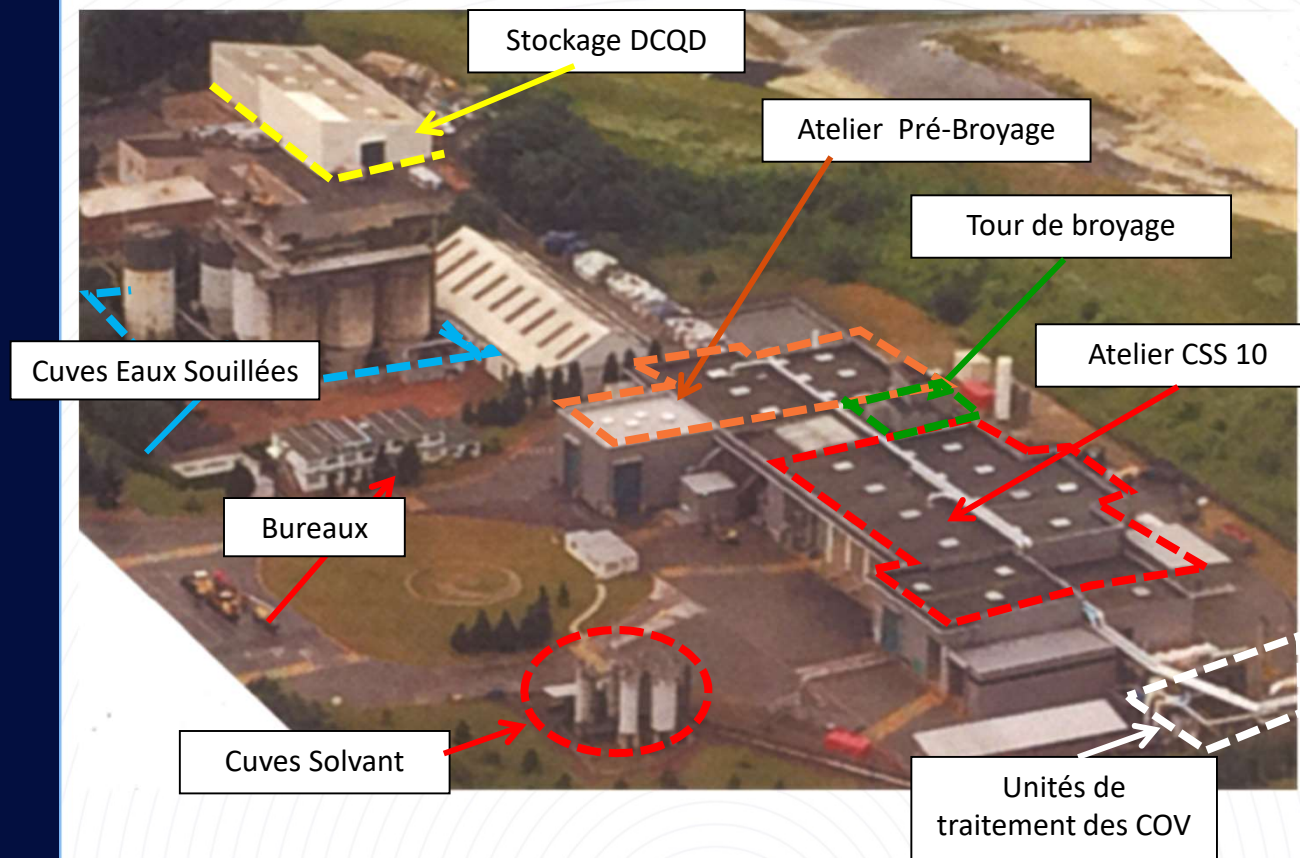 Stockage DCQD
Atelier Pré-Broyage
Tour de broyage
Atelier CSS 10
Cuves Eaux Souillées
Bureaux
Cuves Solvant
Unités de
traitement des COV